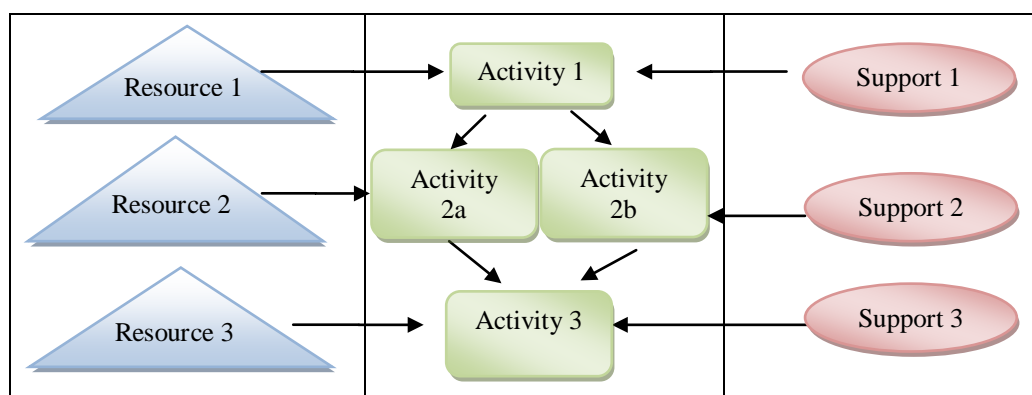 Resource 1
Activity 1
Support 1
Resource 2
Activity
2a
Activity
2b
Support 2
Resource 3
Activity 3
Support 3